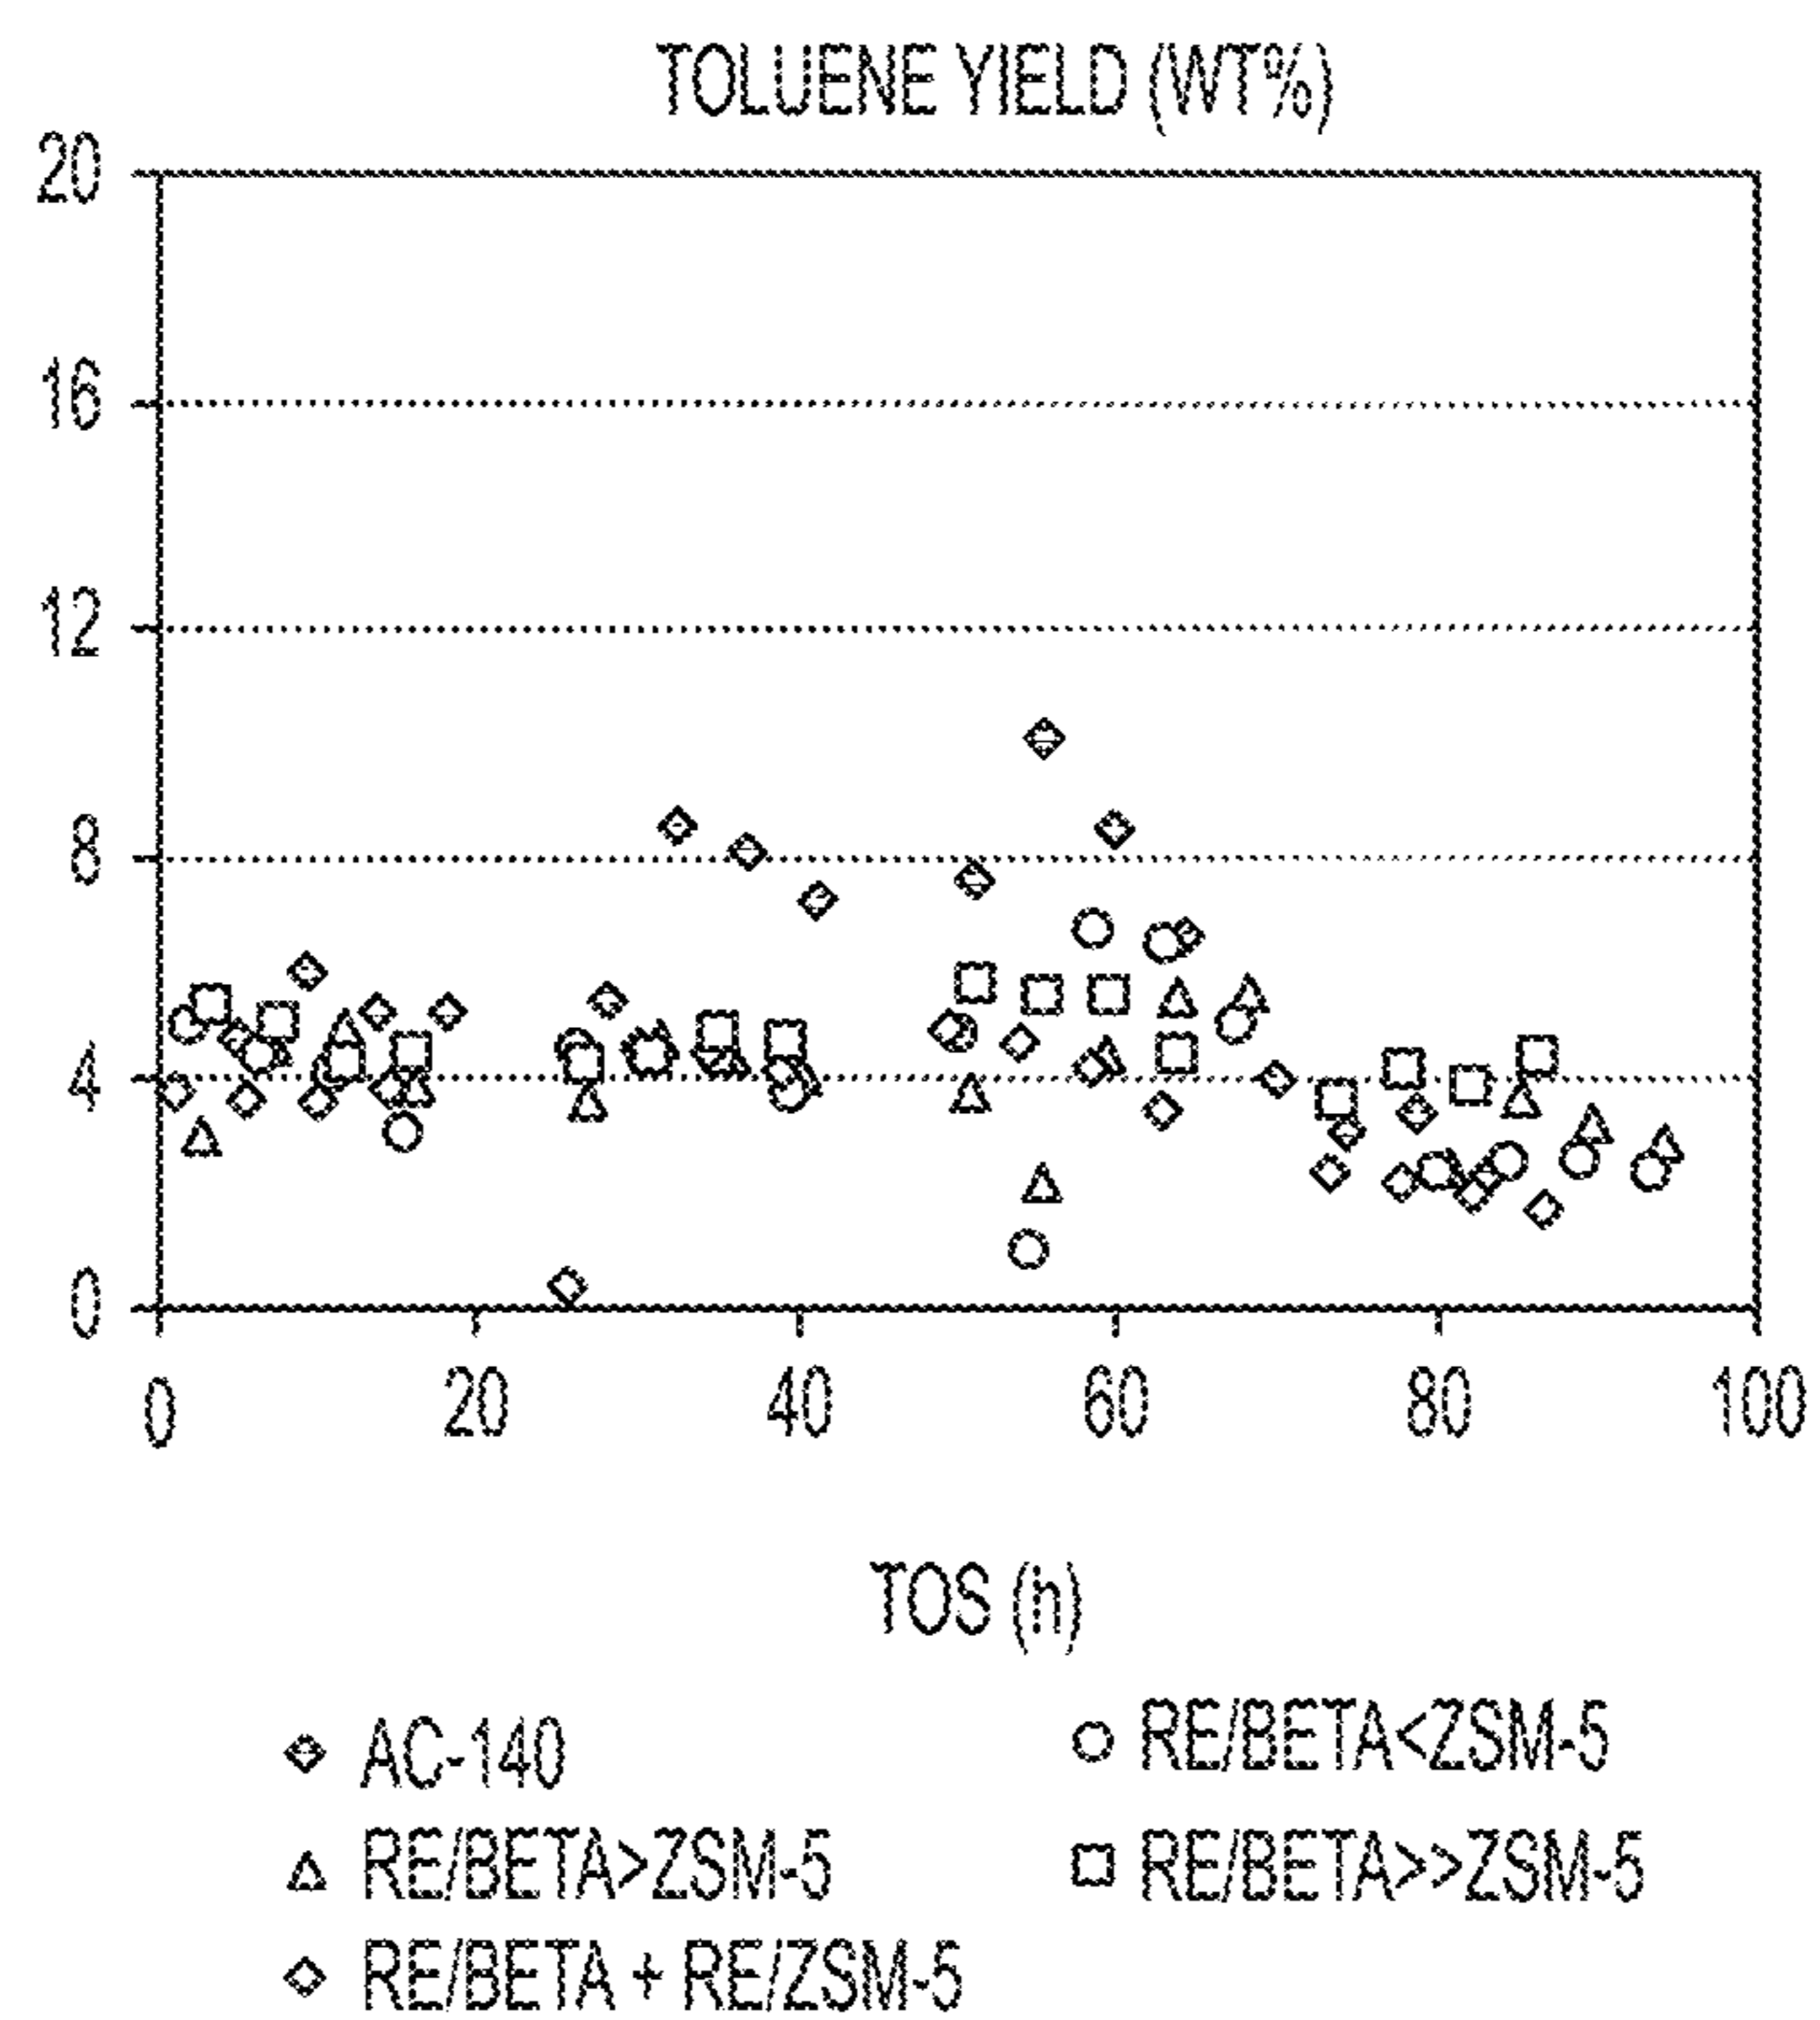 TOLUENE YIELD (WT%)
20
16
12
8
4
0
0 20 40 60 80 100
TOS (h)
AC-140
RE/BETA<ZSM-5
RE/BETA>ZSM-5
RE/BETA>>ZSM-5
RE/BETA + RE/ZSM-5